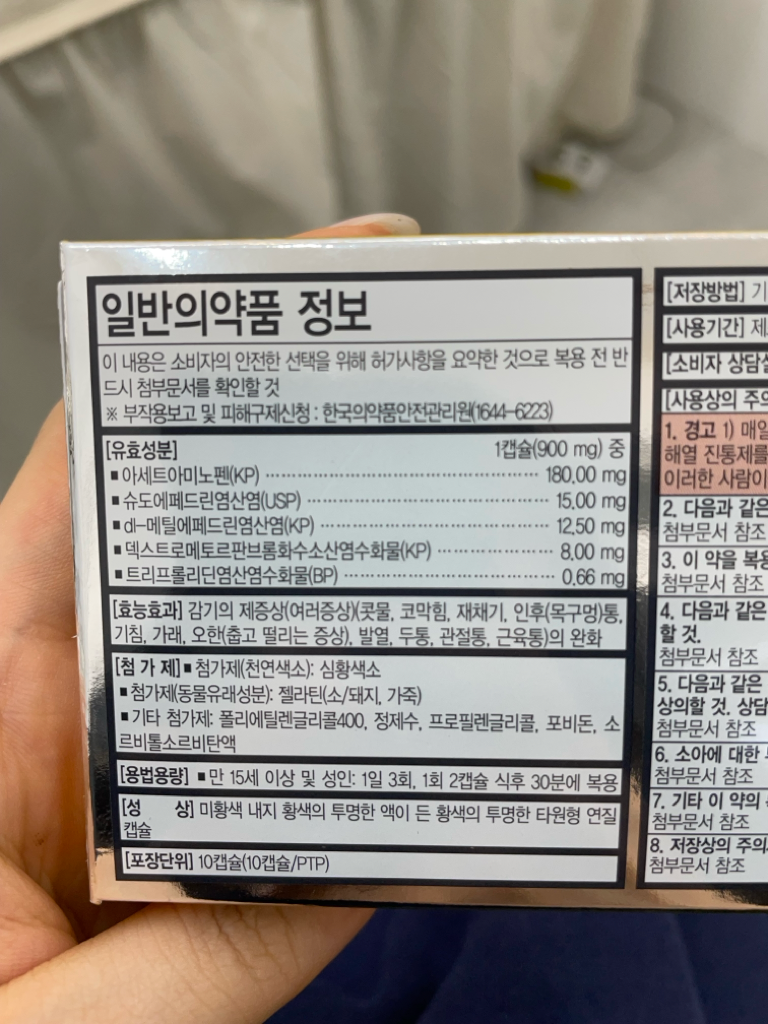 일반의약품 정보
이 내용은 소비자의 안전한 선택을 위해 허가사항을 요약한 것으로 복용 전 반
드시 첨부문서를 확인할 것
※ 부작용보고 및 피해구제신청 : 한국의약품안전관리원(1644-6223)
[유효성분] 1캡슐(900 mg) 중
▪ 아세트아미노펜(KP) ········ 180.00 mg
▪ 슈도에페드린염산염(USP) ········ 15.00 mg
▪ dl-메틸에페드린염산염(KP) ········ 12.50 mg
▪ 덱스트로메토르판브롬화수소산염수화물(KP) ········ 8.00 mg
▪ 트리프롤리딘염산염수화물(BP) ········ 0.66 mg
[효능효과] 감기의 제증상(여러증상)(콧물, 코막힘, 재채기, 인후(목구멍)통,
기침, 가래, 오한(춥고 떨리는 증상), 발열, 두통, 관절통, 근육통)의 완화
[첨 가 제] ▪ 첨가제(천연색소): 심황색소
▪ 첨가제(동물유래성분): 젤라틴(소/돼지, 가죽)
▪ 기타 첨가제: 폴리에틸렌글리콜400, 정제수, 프로필렌글리콜, 포비돈, 소
르비톨소르비탄액
[용법용량] ▪ 만 15세 이상 및 성인: 1일 3회, 1회 2캡슐 식후 30분에 복용
[성 상] 미황색 내지 황색의 투명한 액이 든 황색의 투명한 타원형 연질
캡슐
[포장단위] 10캡슐(10캡슐/PTP)
[저장방법] 기
[사용기간] 제
[소비자 상담실
[사용상의 주의
1. 경고 1) 매일
해열 진통제를
이러한 사람이
2. 다음과 같은
첨부문서 참조
3. 이 약을 복용
첨부문서 참조
4. 다음과 같은
할 것.
첨부문서 참조
5. 다음과 같은
상의할 것. 상담
첨부문서 참조
6. 소아에 대한
첨부문서 참조
7. 기타 이 약의
첨부문서 참조
8. 저장상의 주의
첨부문서 참조